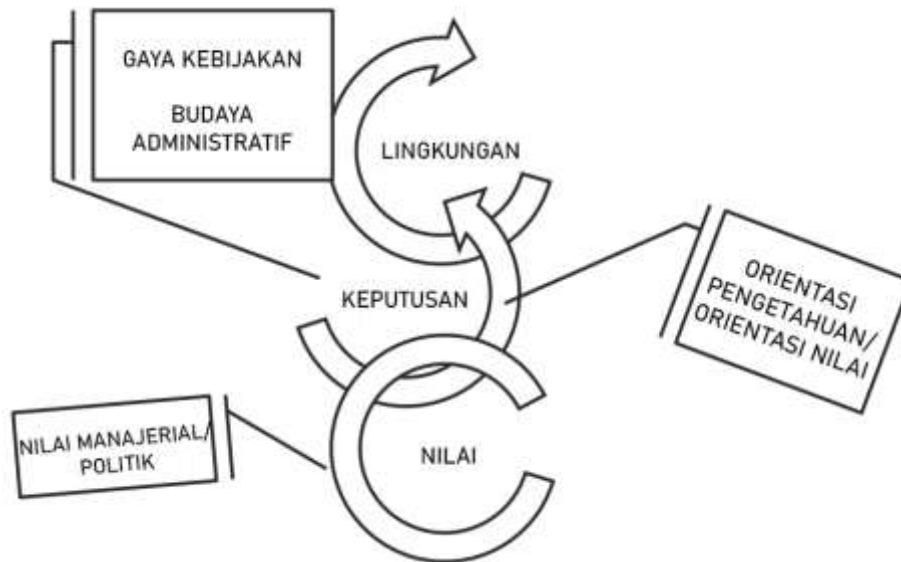 GAYA KEBIJAKAN
BUDAYA
ADMINISTRATIF
LINGKUNGAN
KEPUTUSAN
ORIENTASI
PENGETAHUAN/
ORIENTASI NILAI
NILAI MANAJERIAL/
POLITIK
NILAI